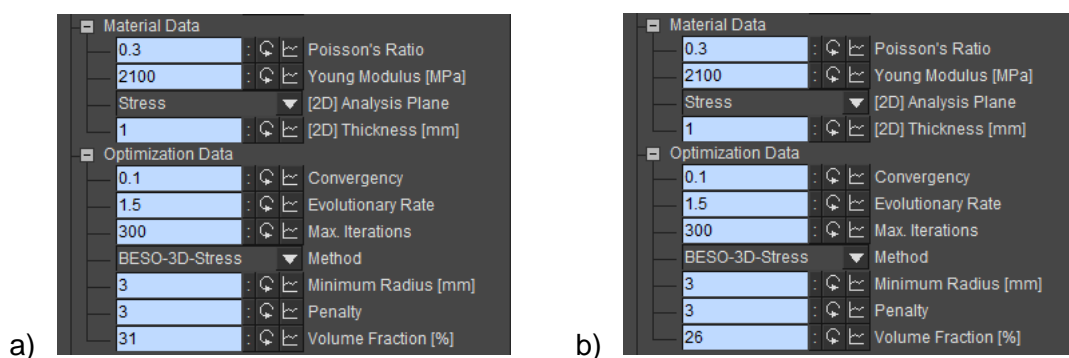 Material Data
0.3 : Poisson's Ratio
2100 : Young Modulus [MPa]
Stress [2D] Analysis Plane
1 : [2D] Thickness [mm]
Optimization Data
0.1 : Convergency
1.5 : Evolutionary Rate
300 : Max. Iterations
BESO-3D-Stress Method
3 : Minimum Radius [mm]
3 : Penalty
a) 31 : Volume Fraction [%]
Material Data
0.3 : Poisson's Ratio
2100 : Young Modulus [MPa]
Stress [2D] Analysis Plane
1 : [2D] Thickness [mm]
Optimization Data
0.1 : Convergency
1.5 : Evolutionary Rate
300 : Max. Iterations
BESO-3D-Stress Method
3 : Minimum Radius [mm]
3 : Penalty
b) 26 : Volume Fraction [%]